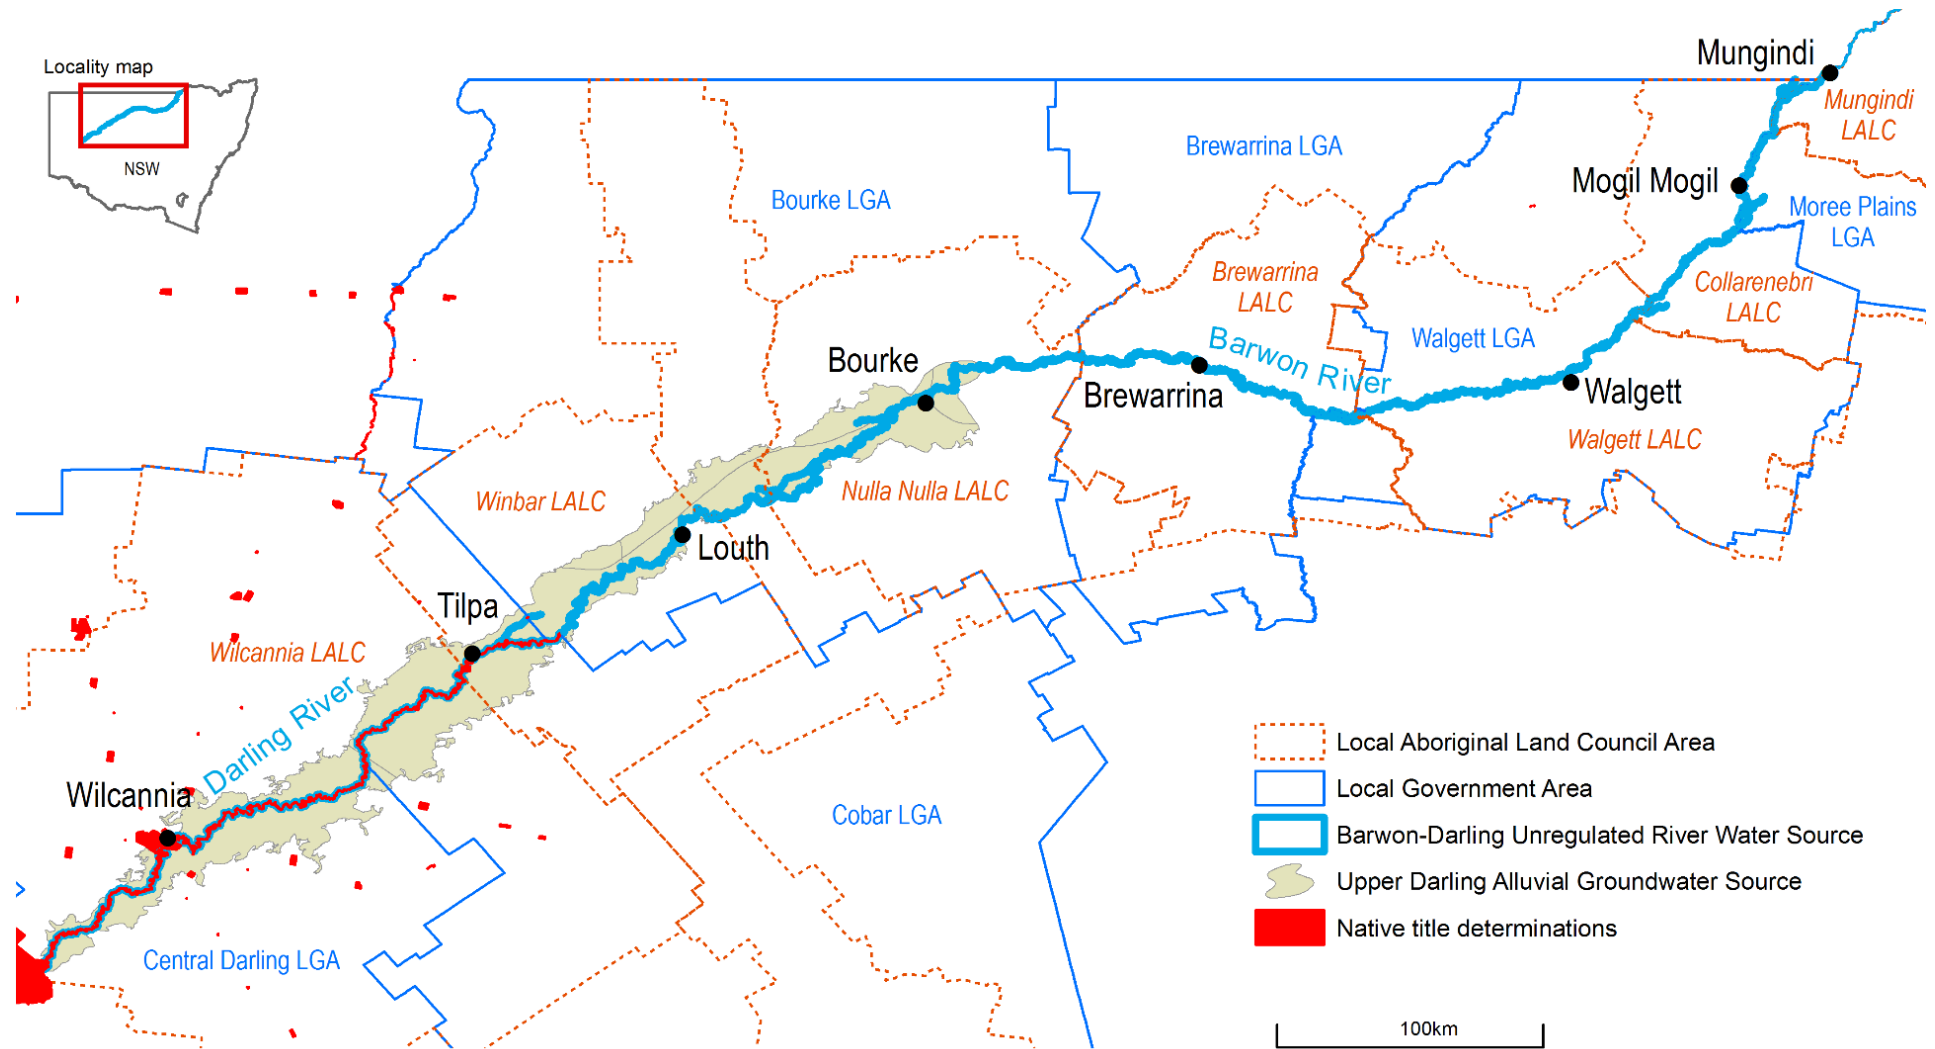 Locality map
NSW
Mungindi
Mungindi
LALC
Brewarrina LGA
Mogil Mogil
Bourke LGA
Moree Plains
LGA
Brewarrina
LALC
Collarenebri
LALC
Walgett LGA
Barwon River
Bourke
Brewarrina
Walgett
Walgett LALC
Winbar LALC
Nulla Nulla LALC
Louth
Tilpa
Wilcannia LALC
Darling River
Wilcannia
Cobar LGA
Central Darling LGA
Local Aboriginal Land Council Area
Local Government Area
Barwon-Darling Unregulated River Water Source
Upper Darling Alluvial Groundwater Source
Native title determinations
100km